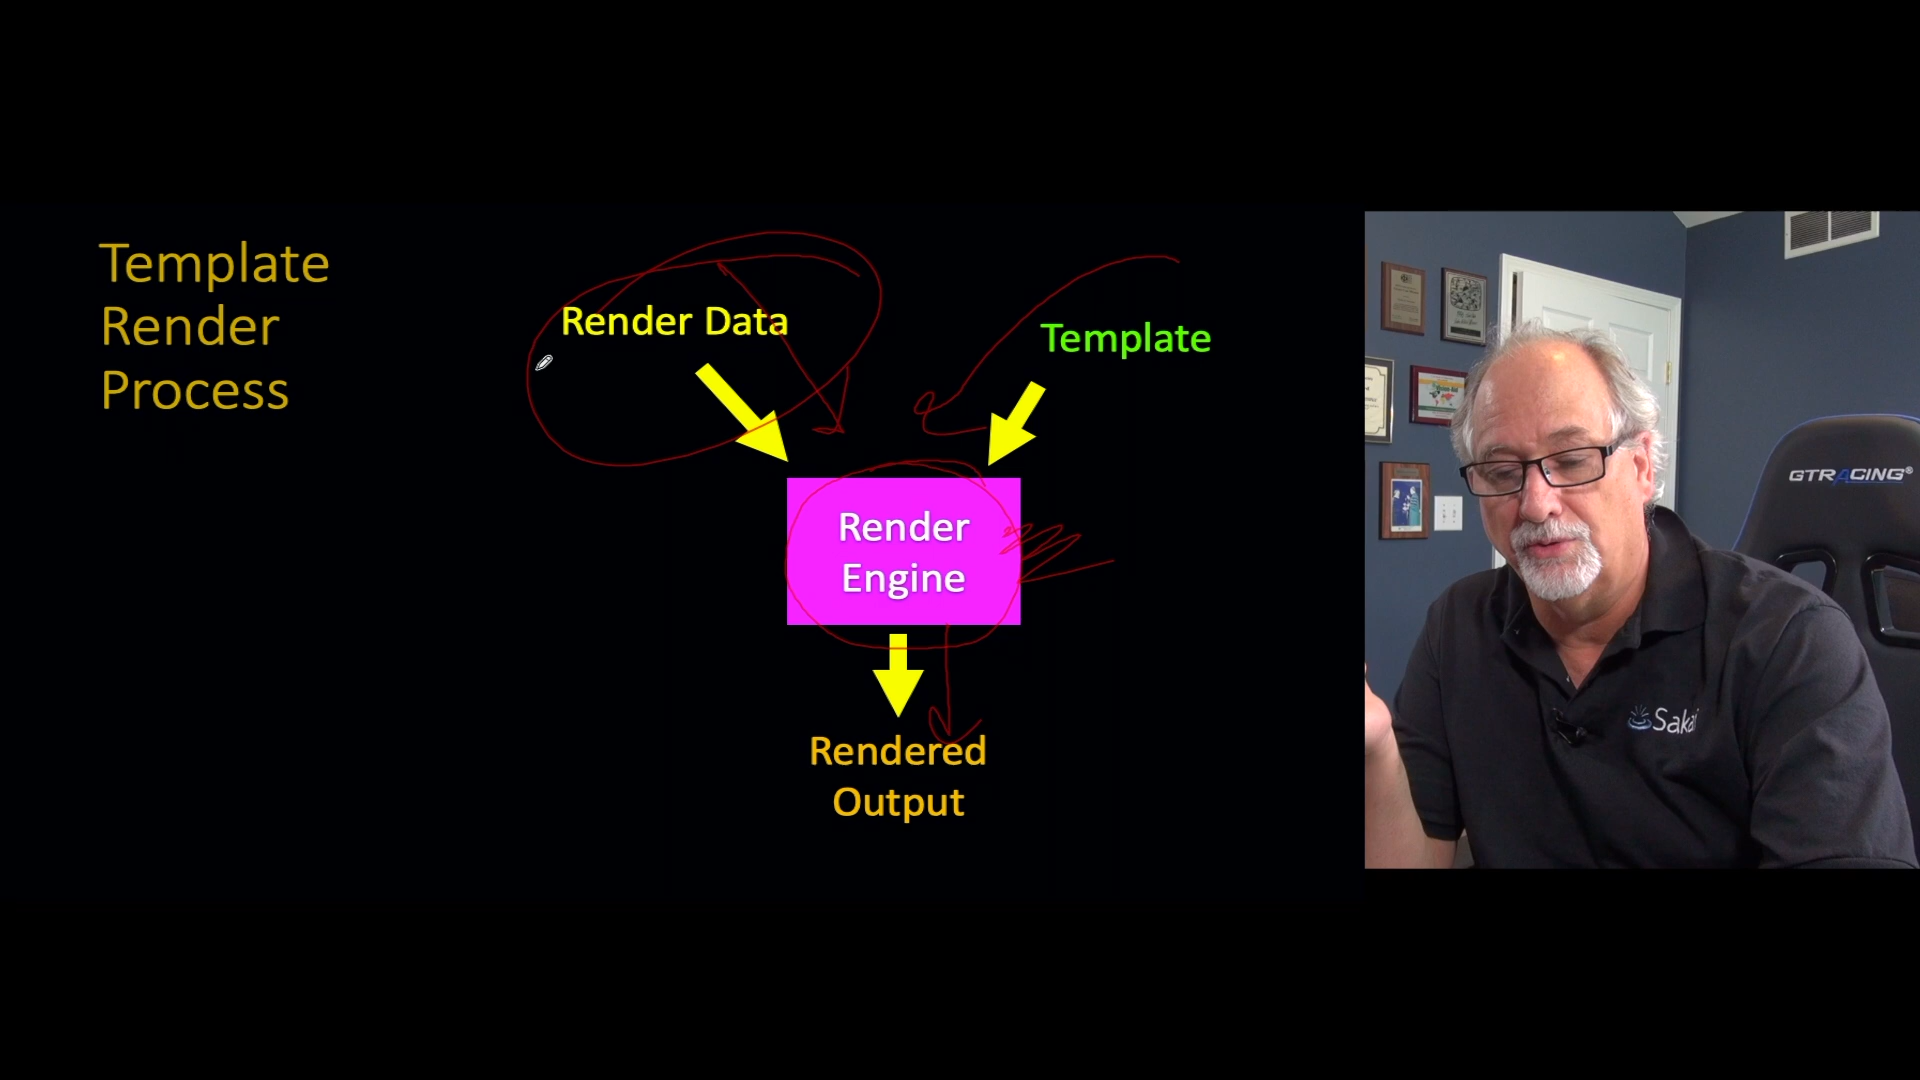 Template
Render
Process
Render Data
Template
Render
Engine
Rendered
Output
GTRACING®
Sakai